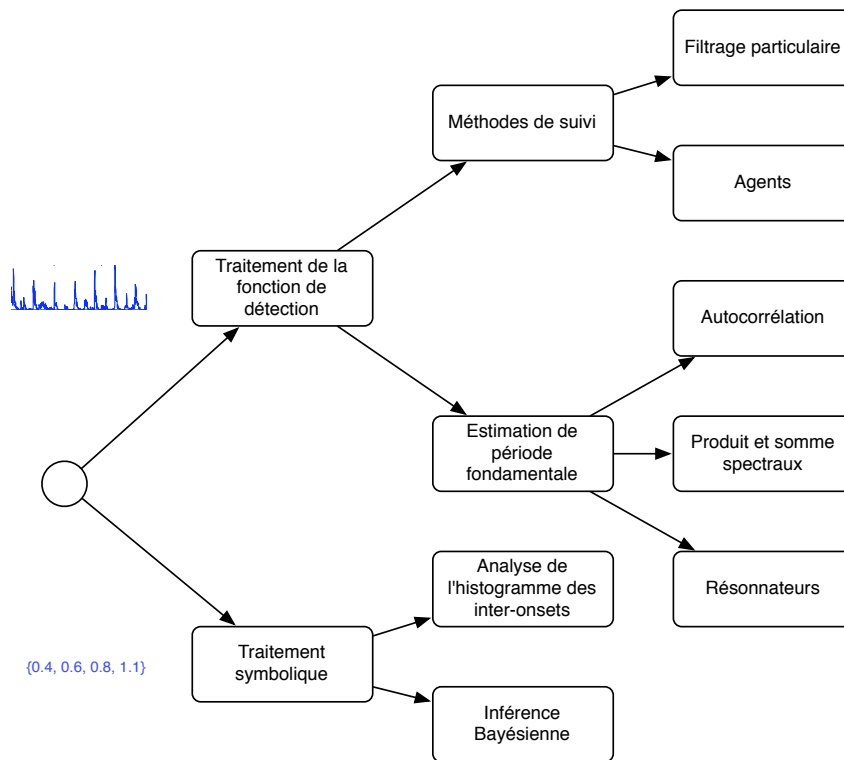 Filtrage particulaire
Méthodes de suivi
Agents
Traitement de la
fonction de
détection
Autocorrélation
Estimation de
période
fondamentale
Produit et somme
spectraux
Analyse de
l'histogramme des
inter-onsets
Résonnateurs
Traitement
symbolique
{0.4, 0.6, 0.8, 1.1}
Inférence
Bayésienne